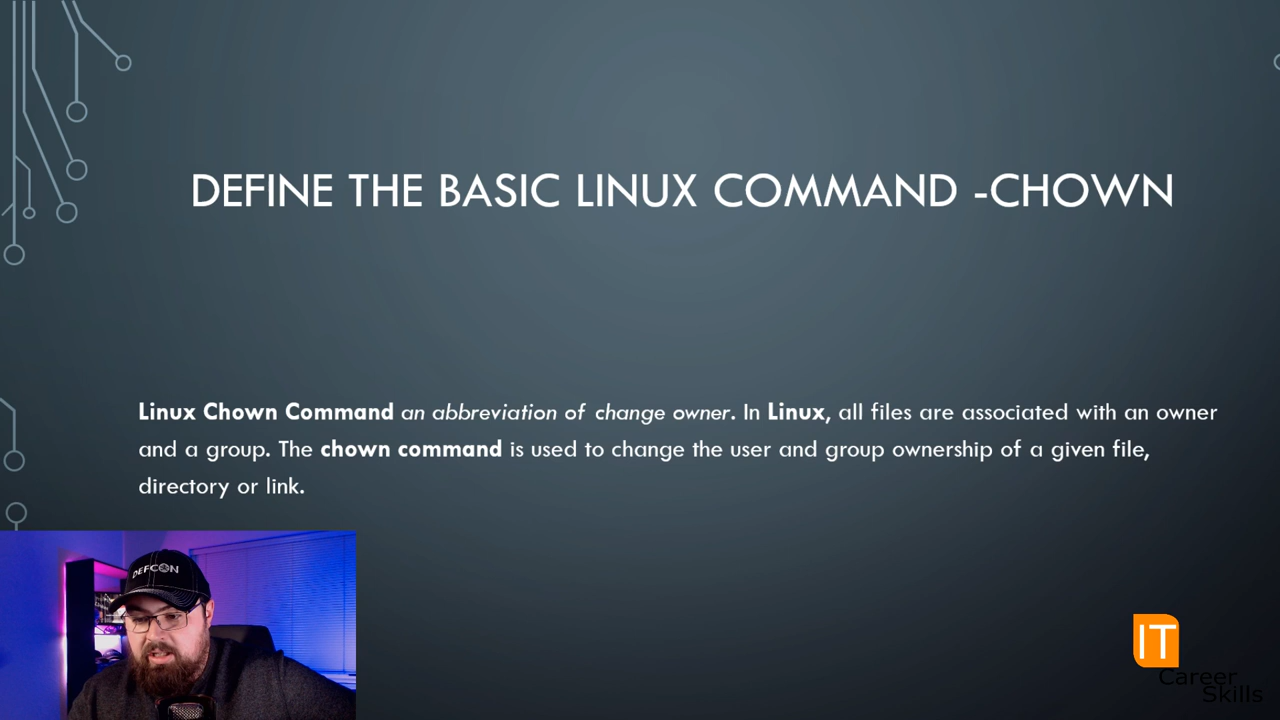 DEFINE THE BASIC LINUX COMMAND -CHOWN
Linux Chown Command an abbreviation of change owner. In Linux, all files are associated with an owner
and a group. The chown command is used to change the user and group ownership of a given file,
directory or link.
DEFCON
IT
Career
Skills